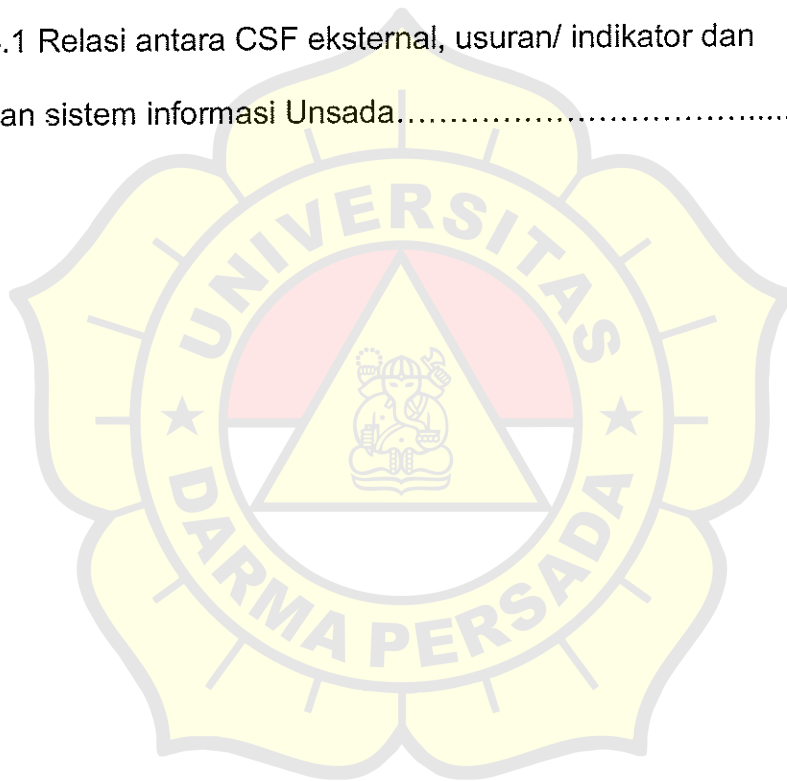 .1 Relasi antara CSF eksternal, usuran/ indikator dan
an sistem informasi Unsada.......................................
UNIVERSITAS
DARMA PERSADA